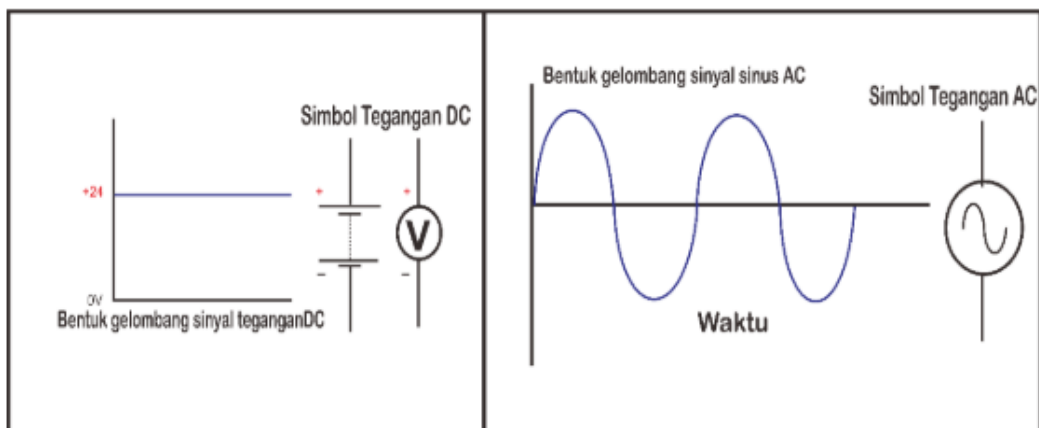 Simbol Tegangan DC
+24
+
+
V
-
-
0V
Bentuk gelombang sinyal teganganDC
Bentuk gelombang sinyal sinus AC
Simbol Tegangan AC
Waktu